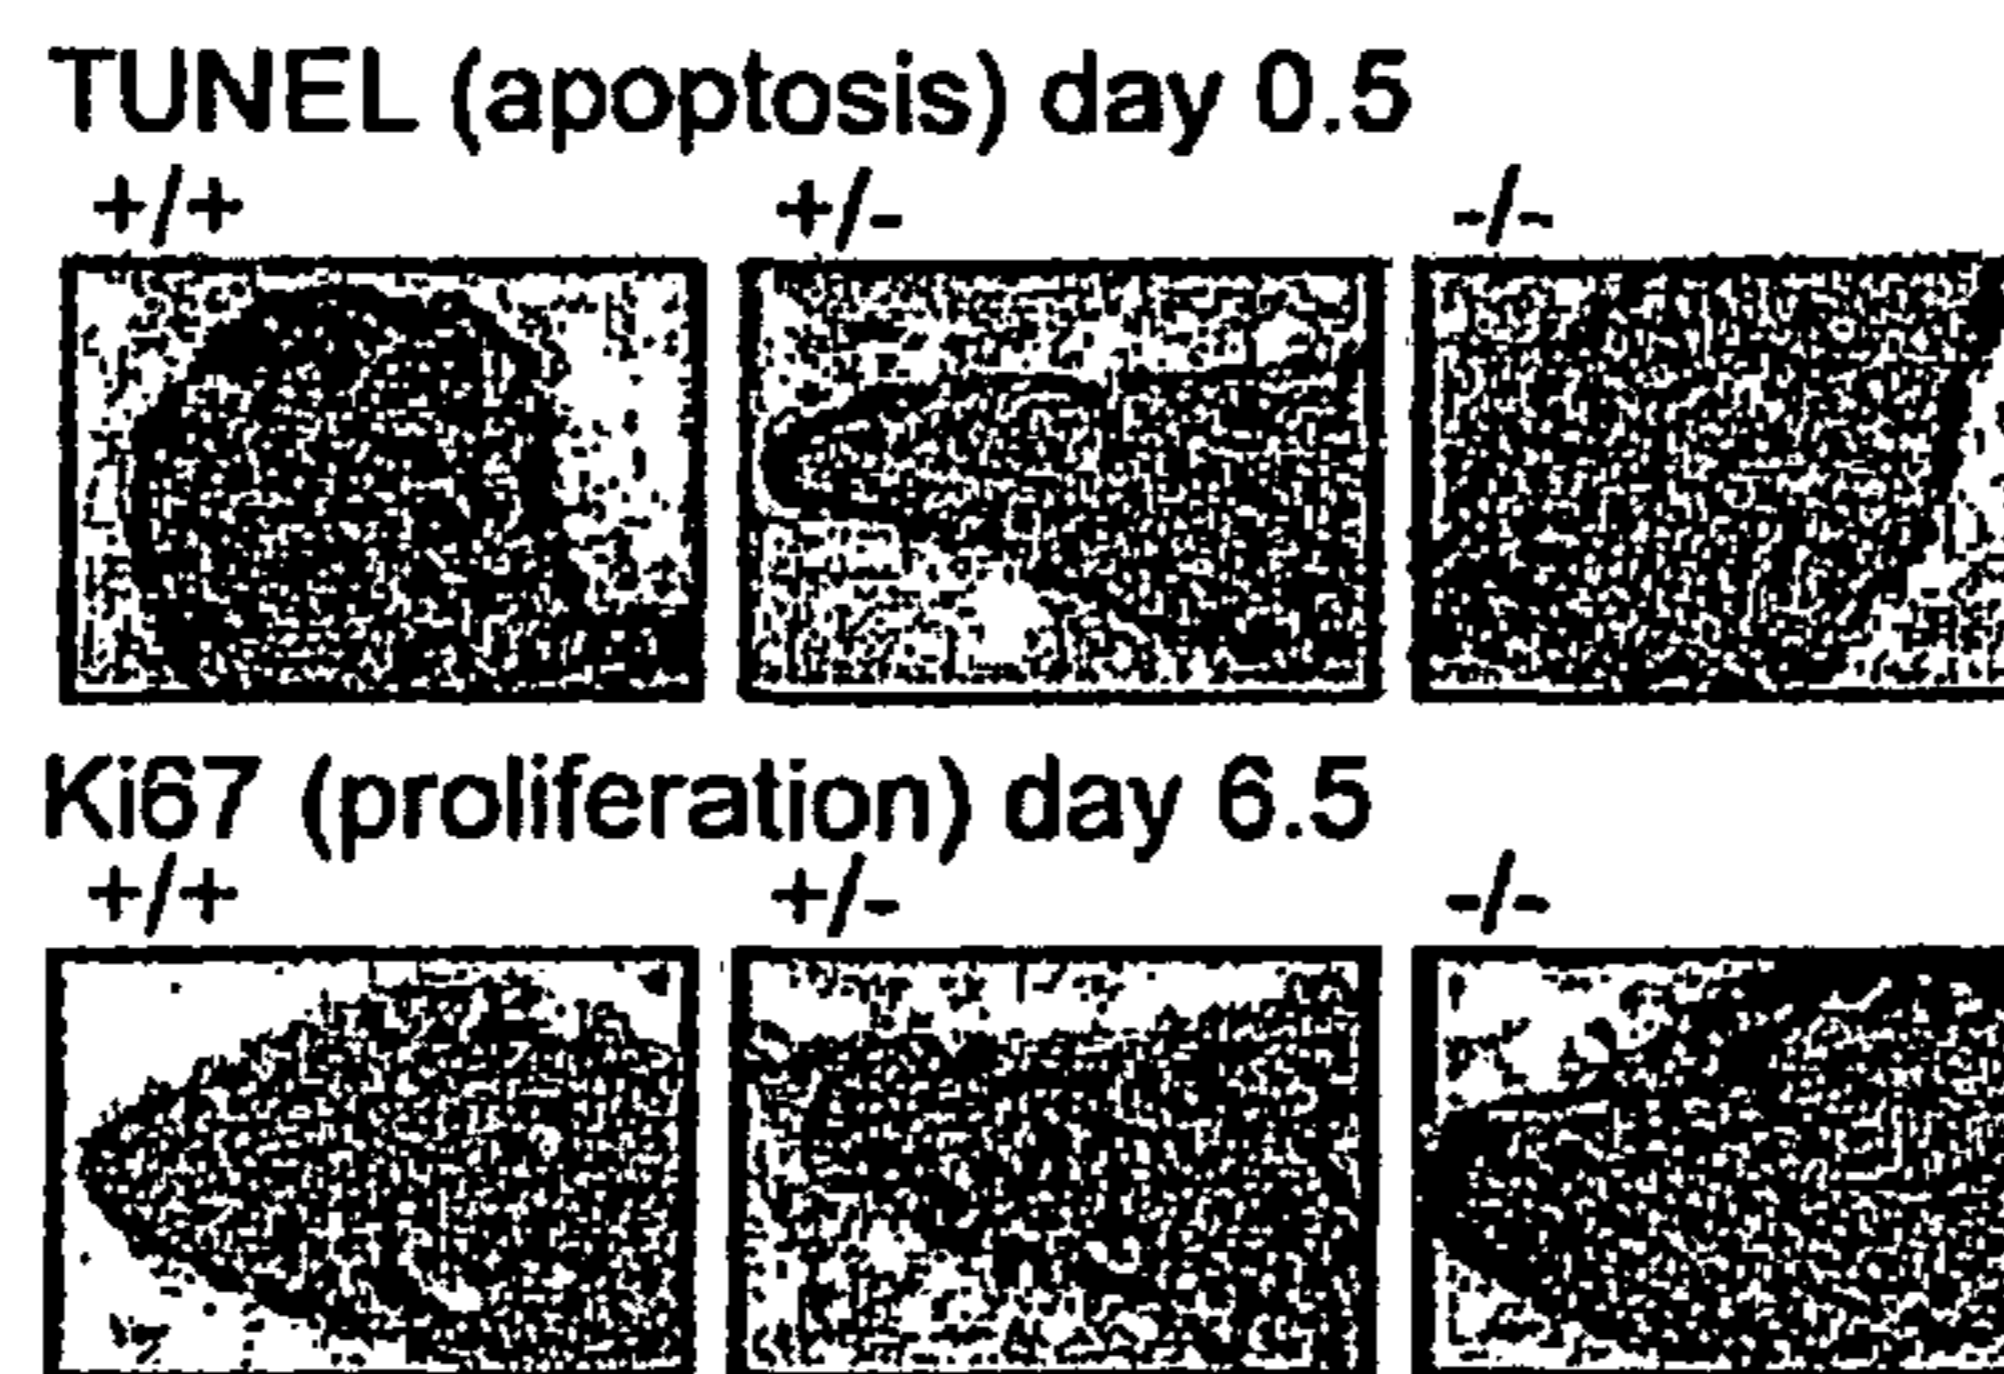 TUNEL (apoptosis) day 0.5
+/+ +/- -/-
Ki67 (proliferation) day 6.5
+/+ +/- -/-